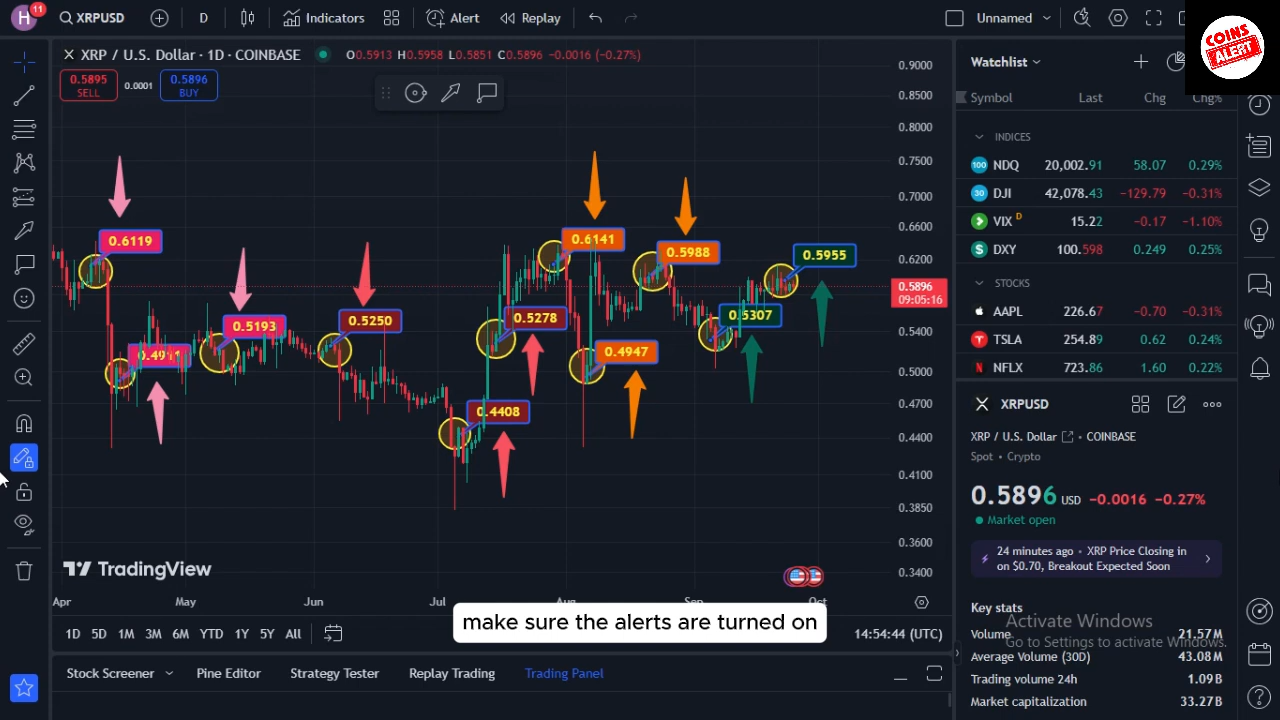 H
11
XRPUSD
D
Indicators
Alert
Replay
Unnamed
COINS
ALERT
XRP / U.S. Dollar · 1D · COINBASE
O0.5913 H0.5958 L0.5851 C0.5896 -0.0016 (-0.27%)
0.5895
SELL
0.0001
0.5896
BUY
0.6119
0.4911
0.5193
0.5250
0.4408
0.5278
0.6141
0.4947
0.5988
0.5307
0.5955
0.9000
0.8500
0.8000
0.7500
0.7000
0.6600
0.6200
0.5896
09:05:16
0.5400
0.5000
0.4700
0.4400
0.4100
0.3850
0.3600
0.3400
TradingView
Apr May Jun Jul Aug Sep Oct
make sure the alerts are turned on
1D 5D 1M 3M 6M YTD 1Y 5Y All
14:54:44 (UTC)
Stock Screener Pine Editor Strategy Tester Replay Trading Trading Panel
Watchlist
Symbol Last Chg Chg%
INDICES
100 NDQ 20,002.91 58.07 0.29%
30 DJI 42,078.43 -129.79 -0.31%
VIX D 15.22 -0.17 -1.10%
$ DXY 100.598 0.249 0.25%
STOCKS
AAPL 226.67 -0.70 -0.31%
TSLA 254.89 0.62 0.24%
NFLX 723.86 1.60 0.22%
XRPUSD
XRP / U.S. Dollar • COINBASE
Spot • Crypto
0.5896 USD -0.0016 -0.27%
Market open
24 minutes ago • XRP Price Closing in
on $0.70, Breakout Expected Soon
Key stats
Activate Windows
Go to Settings to activate Windows.
Volume 21.57M
Average Volume (30D) 43.08M
Trading volume 24h 1.09B
Market capitalization 33.27B